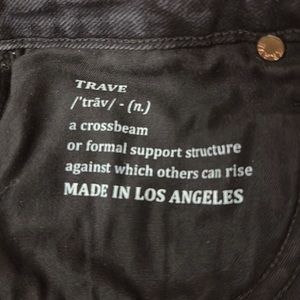 TRAVE
/'trāv/ - (n.)
a crossbeam
or formal support structure
against which others can rise
MADE IN LOS ANGELES